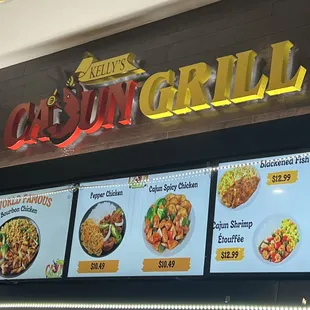 KELLY'S
CAJUN GRILL
WORLD FAMOUS
Bourbon Chicken
Pepper Chicken
$10.49
Cajun Spicy Chicken
$10.49
Blackened Fish
$12.99
Cajun Shrimp
Étouffée
$12.99